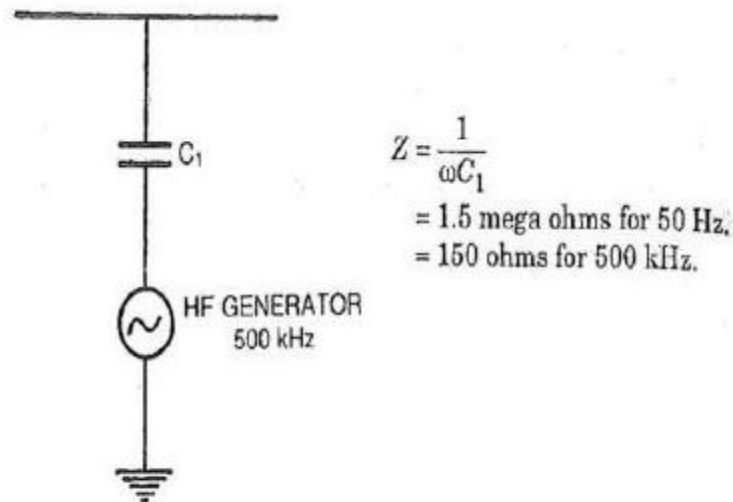 C₁
HF GENERATOR
500 kHz
Z = 1/ωC₁
= 1.5 mega ohms for 50 Hz.
= 150 ohms for 500 kHz.